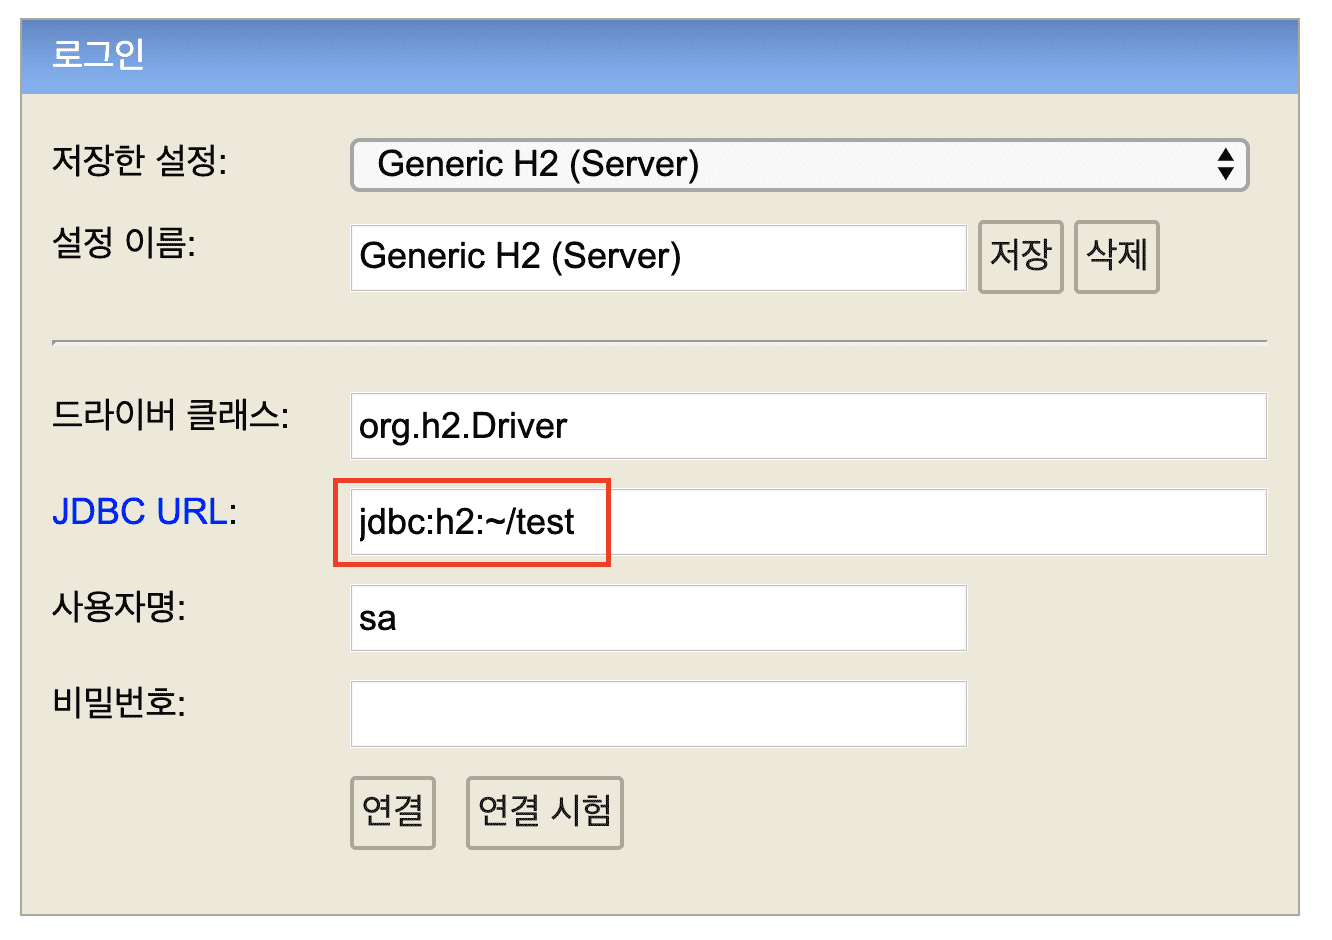 로그인
저장한 설정: Generic H2 (Server)
설정 이름: Generic H2 (Server) 저장 삭제
드라이버 클래스: org.h2.Driver
JDBC URL: jdbc:h2:~/test
사용자명: sa
비밀번호:
연결 연결 시험